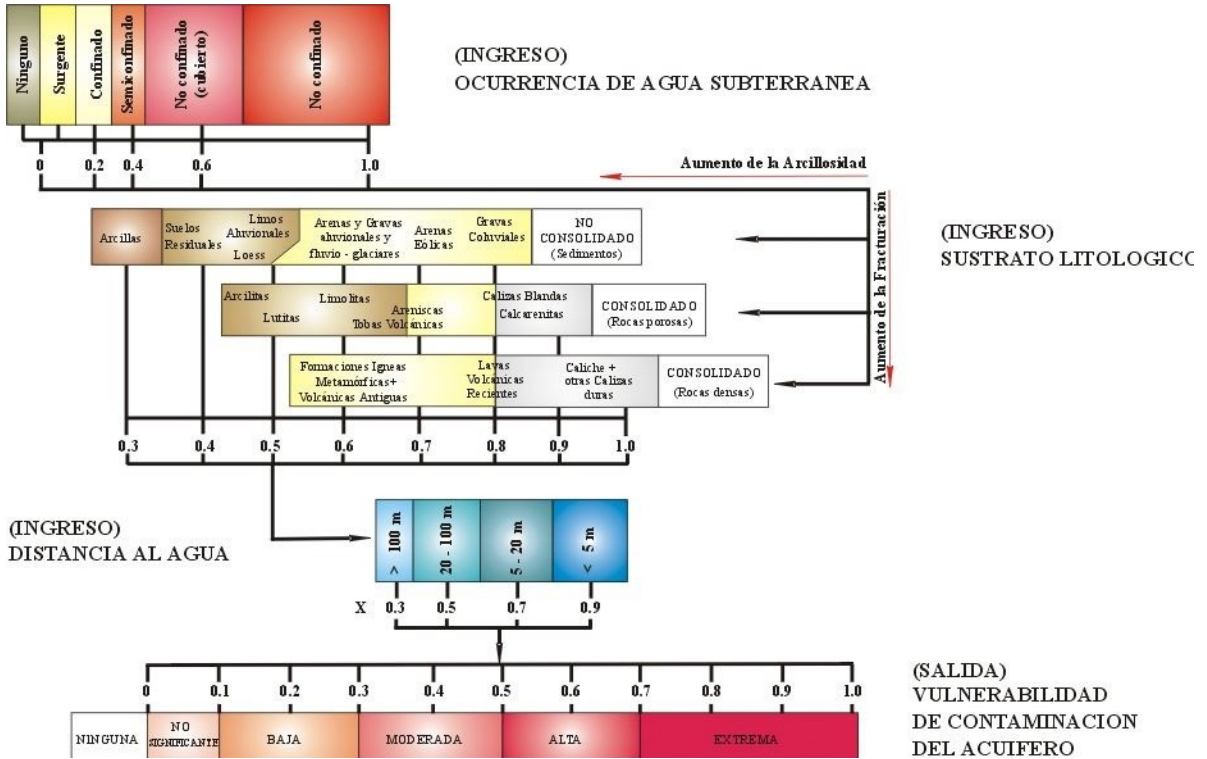 Ninguno
Surgente
Confinado
Semiconfinado
No confinado
(cubierto)
No confinado
(INGRESO)
OCURRENCIA DE AGUA SUBTERRANEA
0 0.2 0.4 0.6 1.0
Aumento de la Arcillosidad
Aumento de la Fracturación
(INGRESO)
SUSTRATO LITOLOGICO
Arcillas
Suelos
Residuales
Limos
Aluvionales
Loess
Arenas y Gravas
aluvionales y
fluvio - glaciares
Arenas
Eólicas
Gravas
Coluviales
NO
CONSOLIDADO
(Sedimentos)
Arcilitas
Lutitas
Limolitas
Tobas Volcánicas
Areniscas
Calizas Blandas
Calcarenitas
CONSOLIDADO
(Rocas porosas)
Formaciones Igneas
Metamórficas+
Volcánicas Antiguas
Lavas
Volcánicas
Recientes
Caliche +
otras Calizas
duras
CONSOLIDADO
(Rocas densas)
0.3 0.4 0.5 0.6 0.7 0.8 0.9 1.0
(INGRESO)
DISTANCIA AL AGUA
> 100 m
20 - 100 m
5 - 20 m
< 5 m
X 0.3 0.5 0.7 0.9
0 0.1 0.2 0.3 0.4 0.5 0.6 0.7 0.8 0.9 1.0
NINGUNA
NO
SIGNIFICANTE
BAJA
MODERADA
ALTA
EXTREMA
(SALIDA)
VULNERABILIDAD
DE CONTAMINACION
DEL ACUIFERO